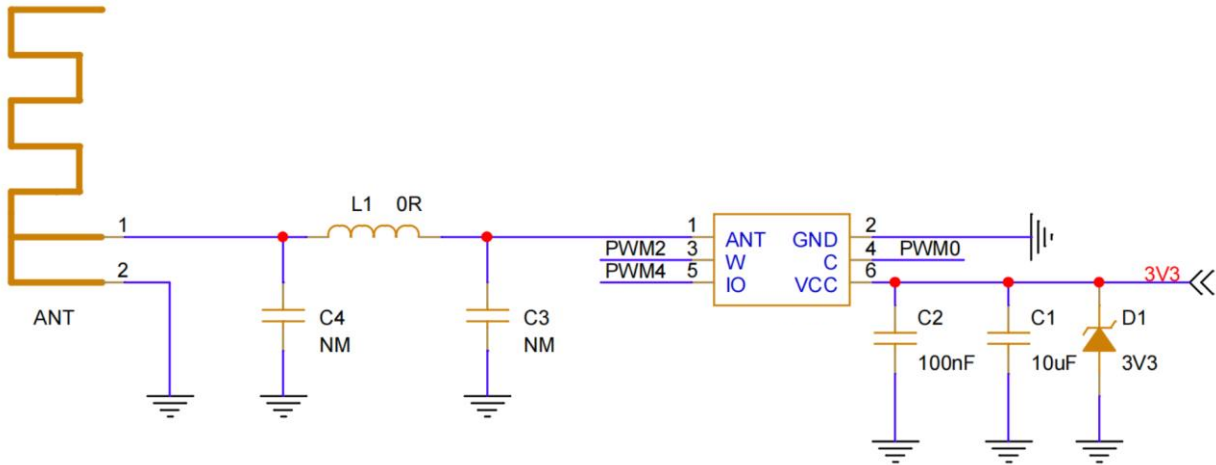 L1 0R
1
2
ANT
C4
NM
C3
NM
1
3
5
PWM2
PWM4
ANT GND
W C
IO VCC
2
4
6
PWM0
3V3
C2
100nF
C1
10uF
D1
3V3